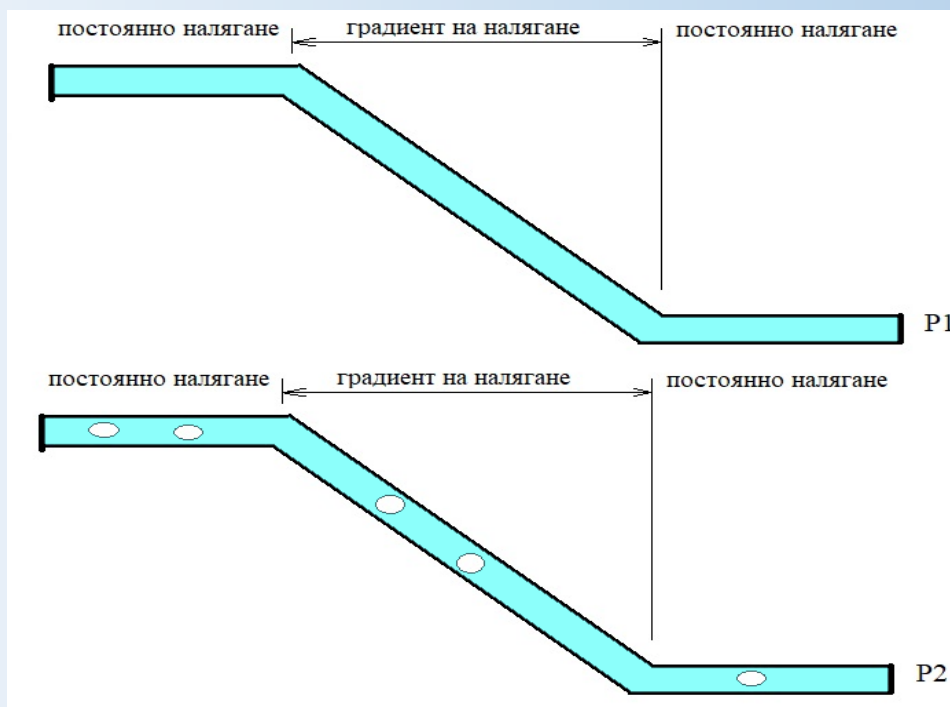 постоянно налягане градиент на налягане постоянно налягане
P1
постоянно налягане градиент на налягане постоянно налягане
P2